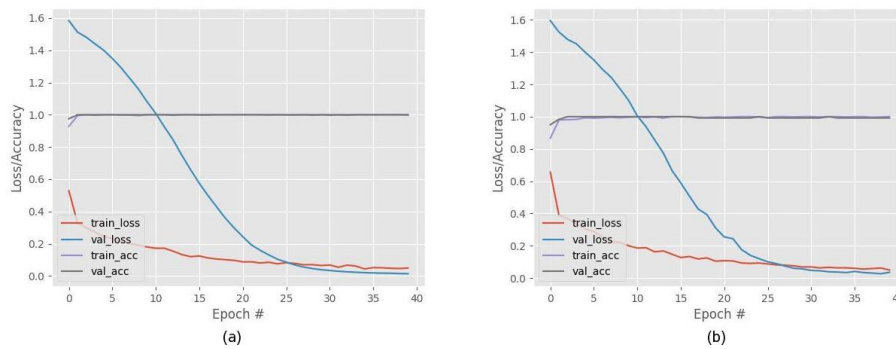 1.6
1.4
1.2
1.0
0.8
0.6
0.4
0.2
0.0
Loss/Accuracy
train_loss
val_loss
train_acc
val_acc
0 5 10 15 20 25 30 35 40
Epoch #
(a)
1.6
1.4
1.2
1.0
0.8
0.6
0.4
0.2
0.0
Loss/Accuracy
train_loss
val_loss
train_acc
val_acc
0 5 10 15 20 25 30 35 4
Epoch #
(b)